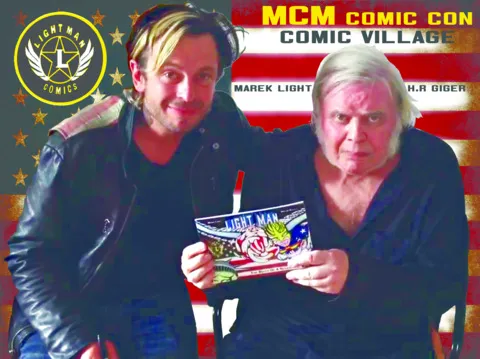 MCM COMIC CON
COMIC VILLAGE
LIGHT MAN
L
COMICS
MAREK LIGHT
H.R GIGER
LIGHT MAN